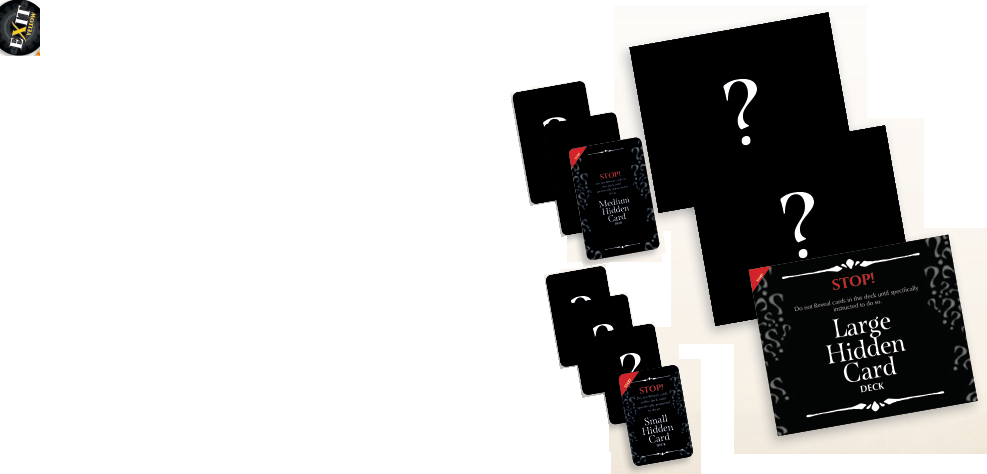 EXIT
YELLOW
?
?
?
?
?
?
STOP!
Medium
Hidden
Card
DECK
?
STOP!
Do not Reveal cards in this deck until specifically
instructed to do so.
Large
Hidden
Card
DECK
STOP!
Small
Hidden
Card
DECK